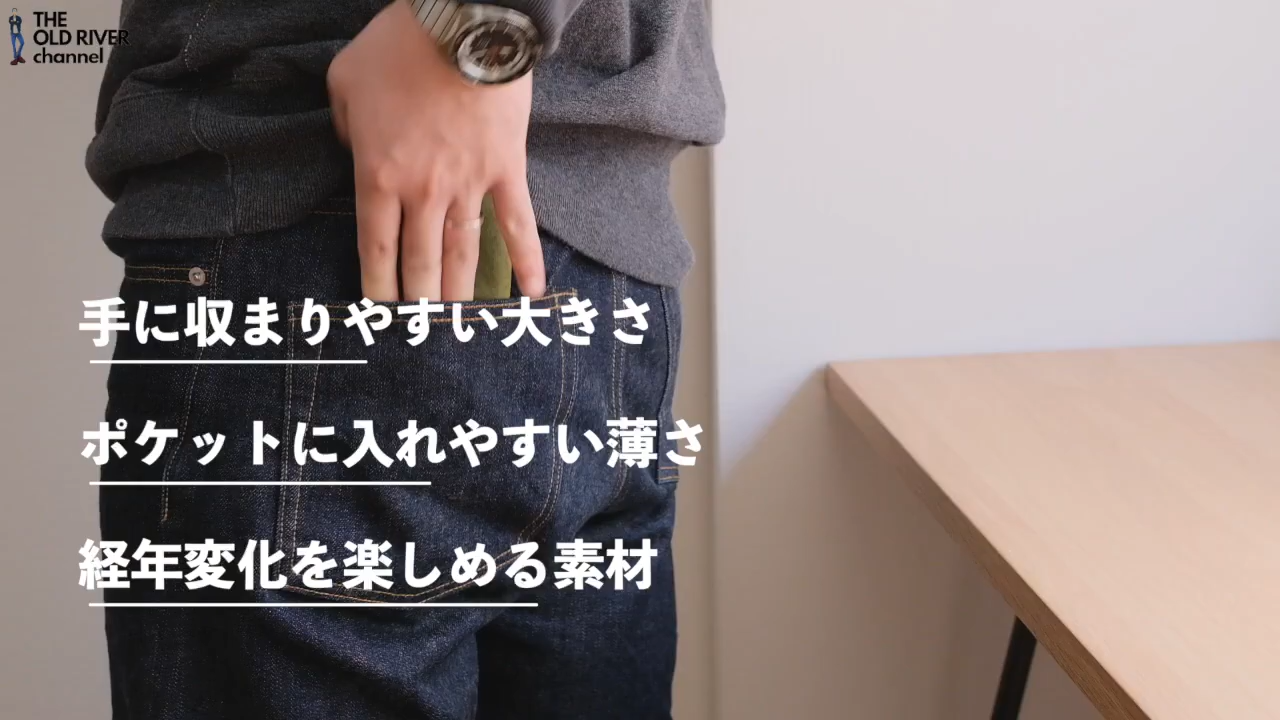 THE
OLD RIVER
channel
手に収まりやすい大きさ
ポケットに入れやすい薄さ
経年変化を楽しめる素材